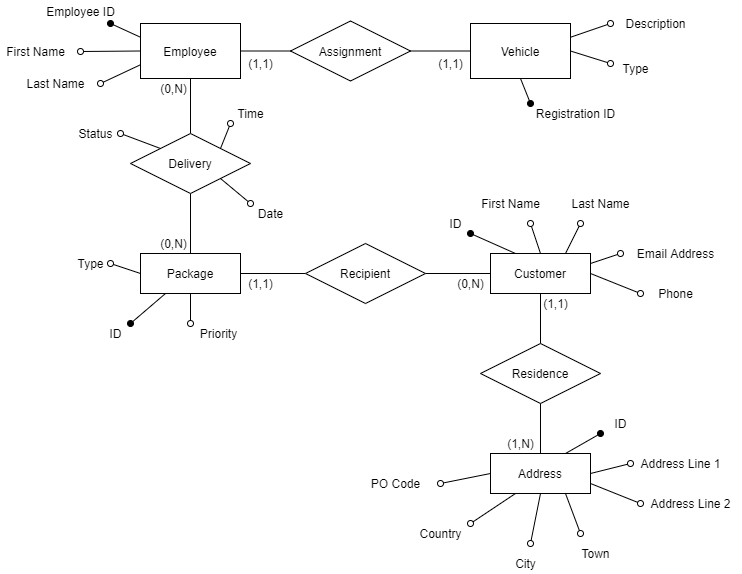 Employee ID
First Name
Last Name
Employee
(1,1)
Assignment
(1,1)
Vehicle
Description
Type
Registration ID
(0,N)
Status
Time
Delivery
Date
(0,N)
Type
Package
(1,1)
ID
Priority
Recipient
(0,N)
Customer
ID
First Name
Last Name
Email Address
Phone
(1,1)
Residence
(1,N)
Address
ID
Address Line 1
Address Line 2
PO Code
Country
City
Town